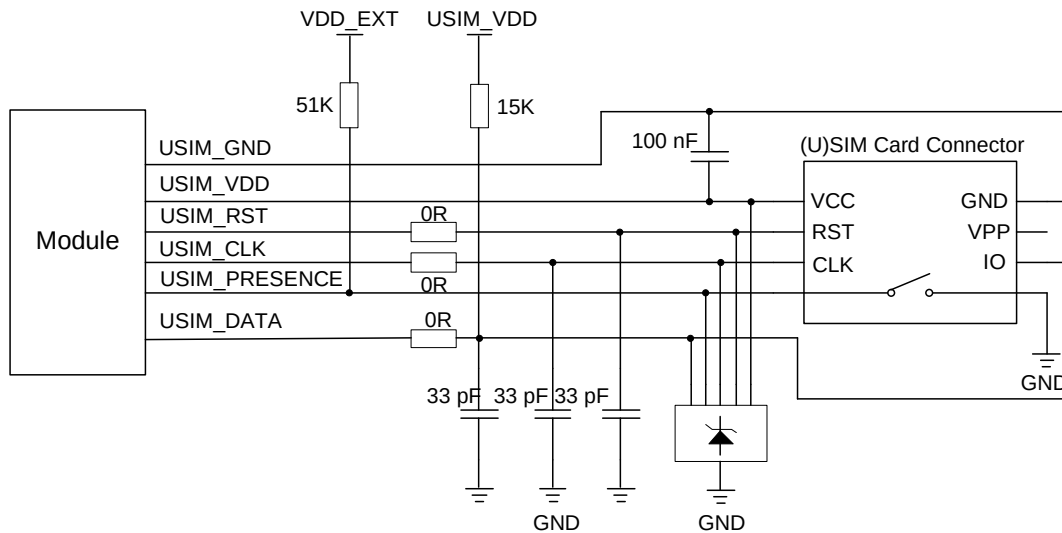 VDD_EXT USIM_VDD
51K 15K
100 nF (U)SIM Card Connector
USIM_GND
USIM_VDD VCC GND
USIM_RST 0R RST VPP
Module
USIM_CLK CLK IO
USIM_PRESENCE 0R
USIM_DATA 0R
GND
33 pF 33 pF 33 pF
GND GND